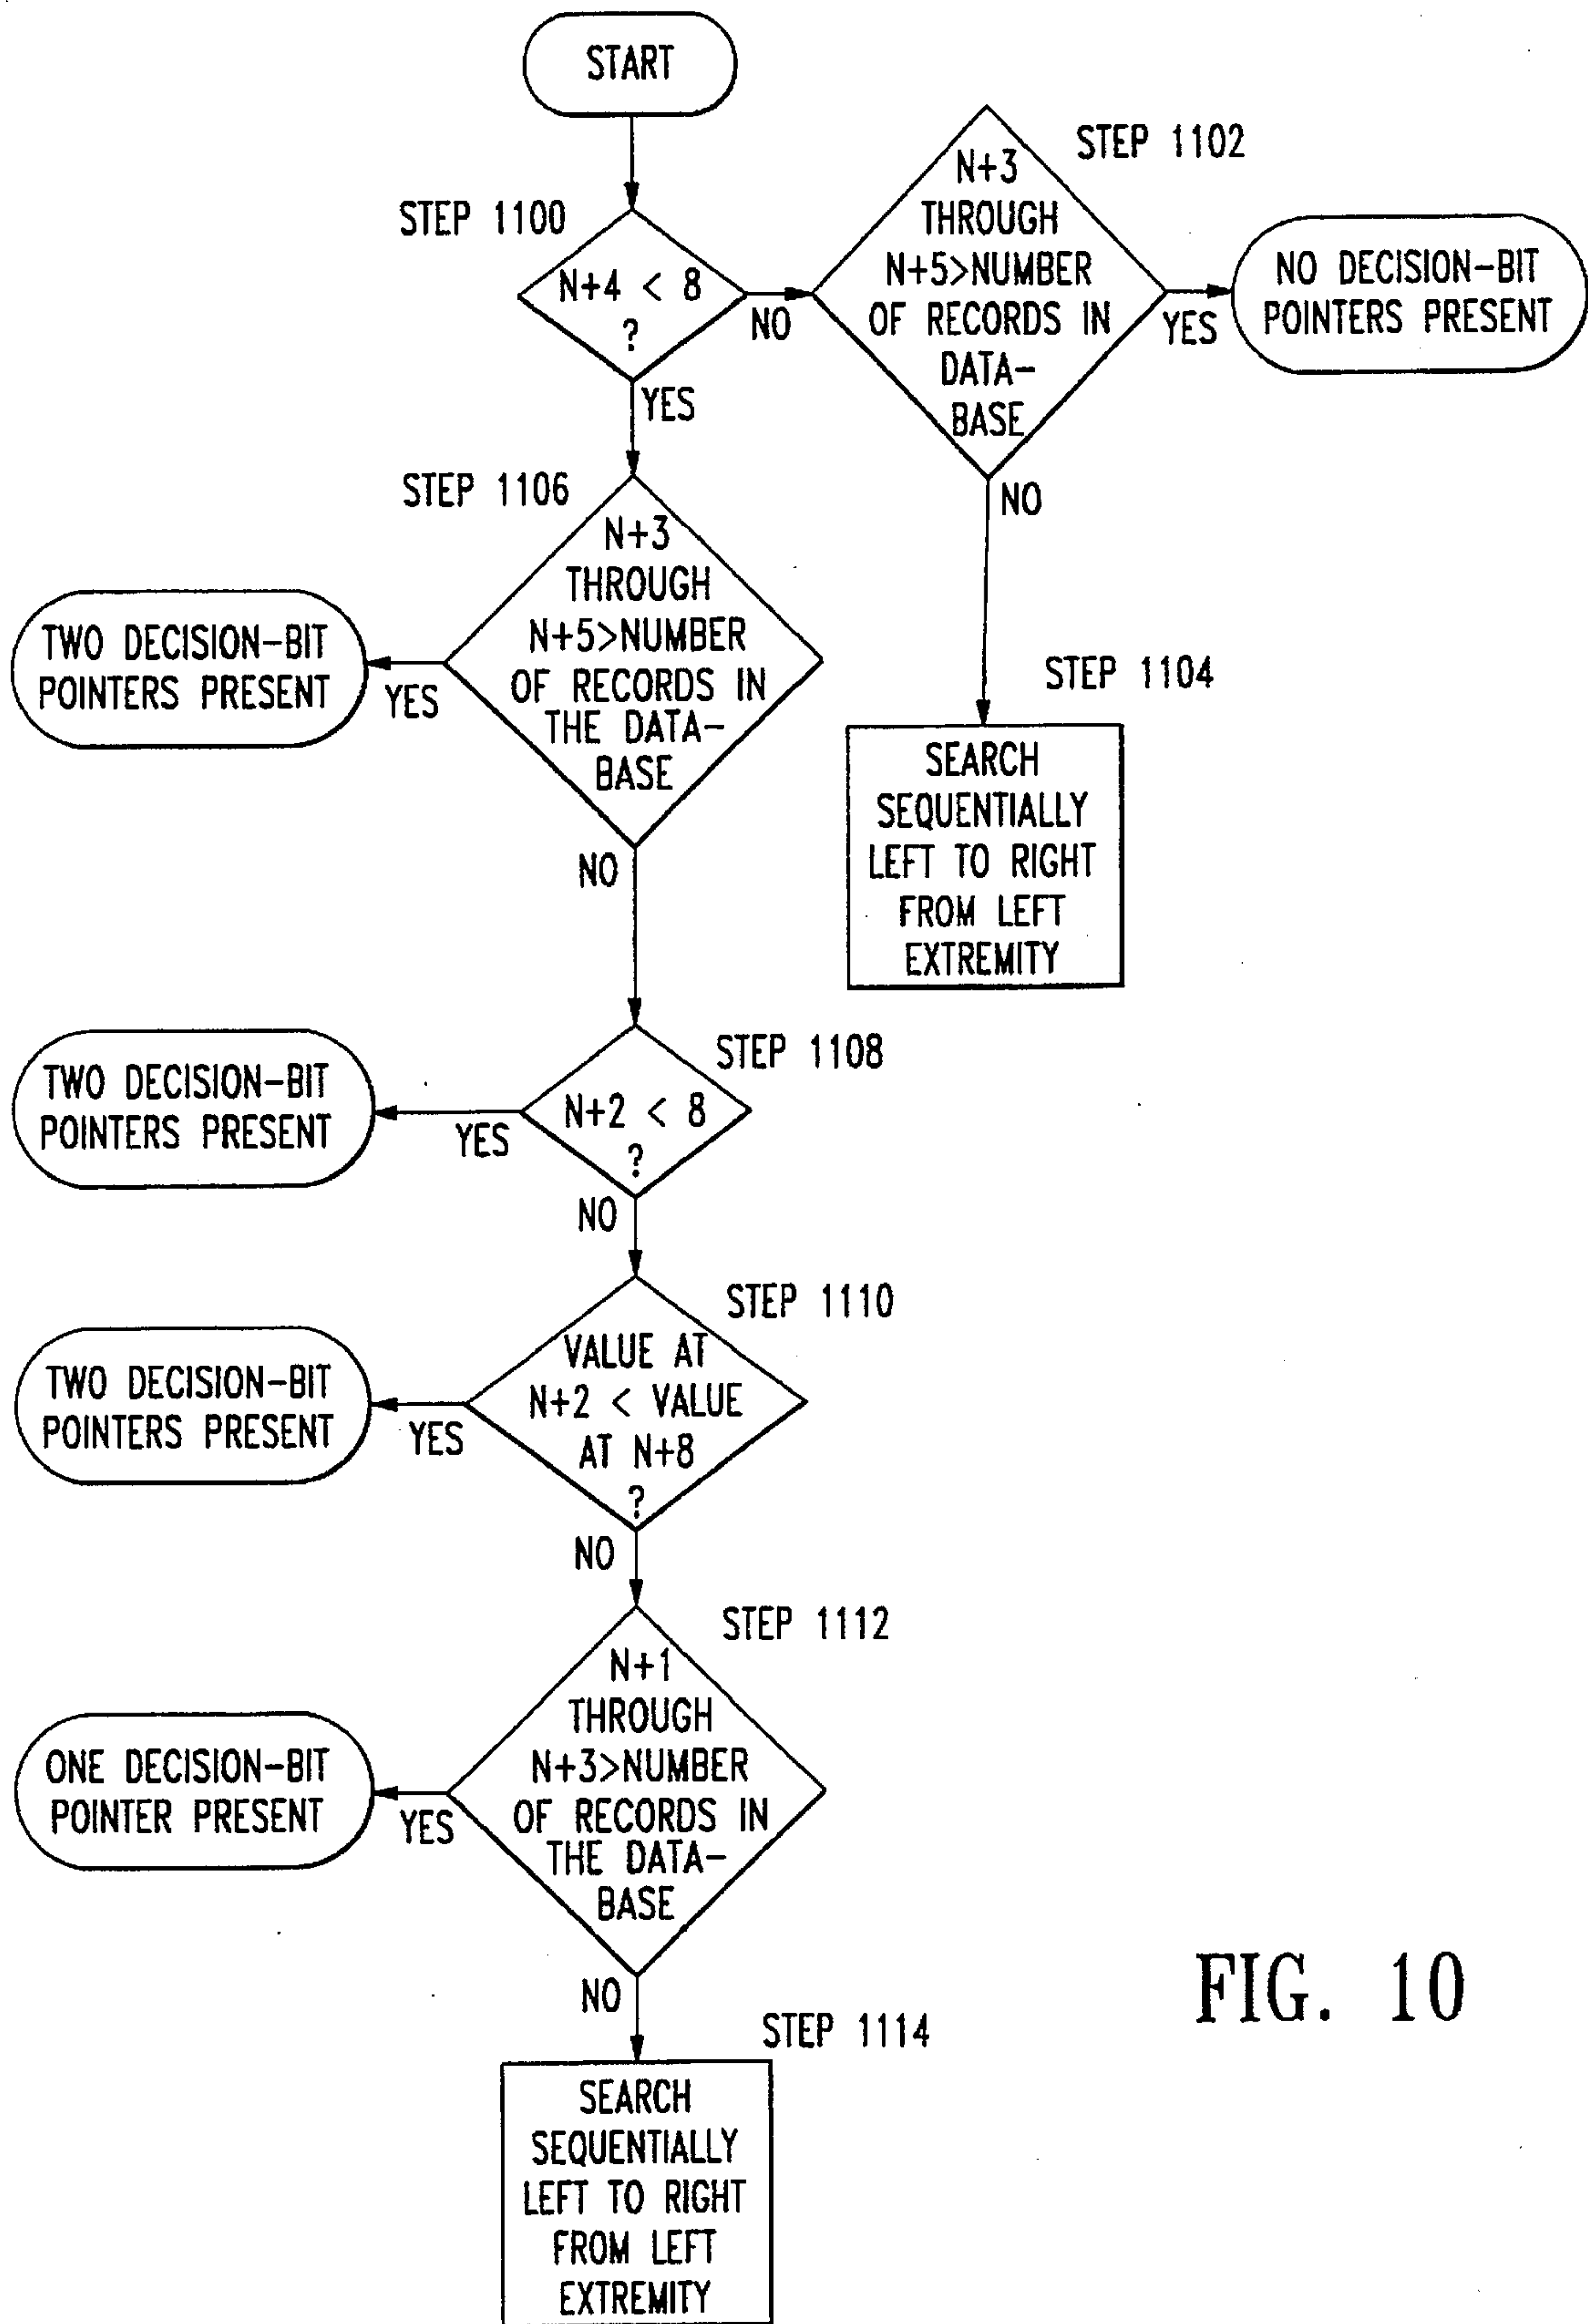 START
STEP 1100
N+4 < 8
?
NO
YES
STEP 1102
N+3
THROUGH
N+5>NUMBER
OF RECORDS IN
DATA-
BASE
YES
NO DECISION-BIT
POINTERS PRESENT
NO
STEP 1104
SEARCH
SEQUENTIALLY
LEFT TO RIGHT
FROM LEFT
EXTREMITY
STEP 1106
N+3
THROUGH
N+5>NUMBER
OF RECORDS IN
THE DATA-
BASE
YES
TWO DECISION-BIT
POINTERS PRESENT
NO
STEP 1108
N+2 < 8
?
YES
TWO DECISION-BIT
POINTERS PRESENT
NO
STEP 1110
VALUE AT
N+2 < VALUE
AT N+8
?
YES
TWO DECISION-BIT
POINTERS PRESENT
NO
STEP 1112
N+1
THROUGH
N+3>NUMBER
OF RECORDS IN
THE DATA-
BASE
YES
ONE DECISION-BIT
POINTER PRESENT
NO
STEP 1114
SEARCH
SEQUENTIALLY
LEFT TO RIGHT
FROM LEFT
EXTREMITY
FIG. 10